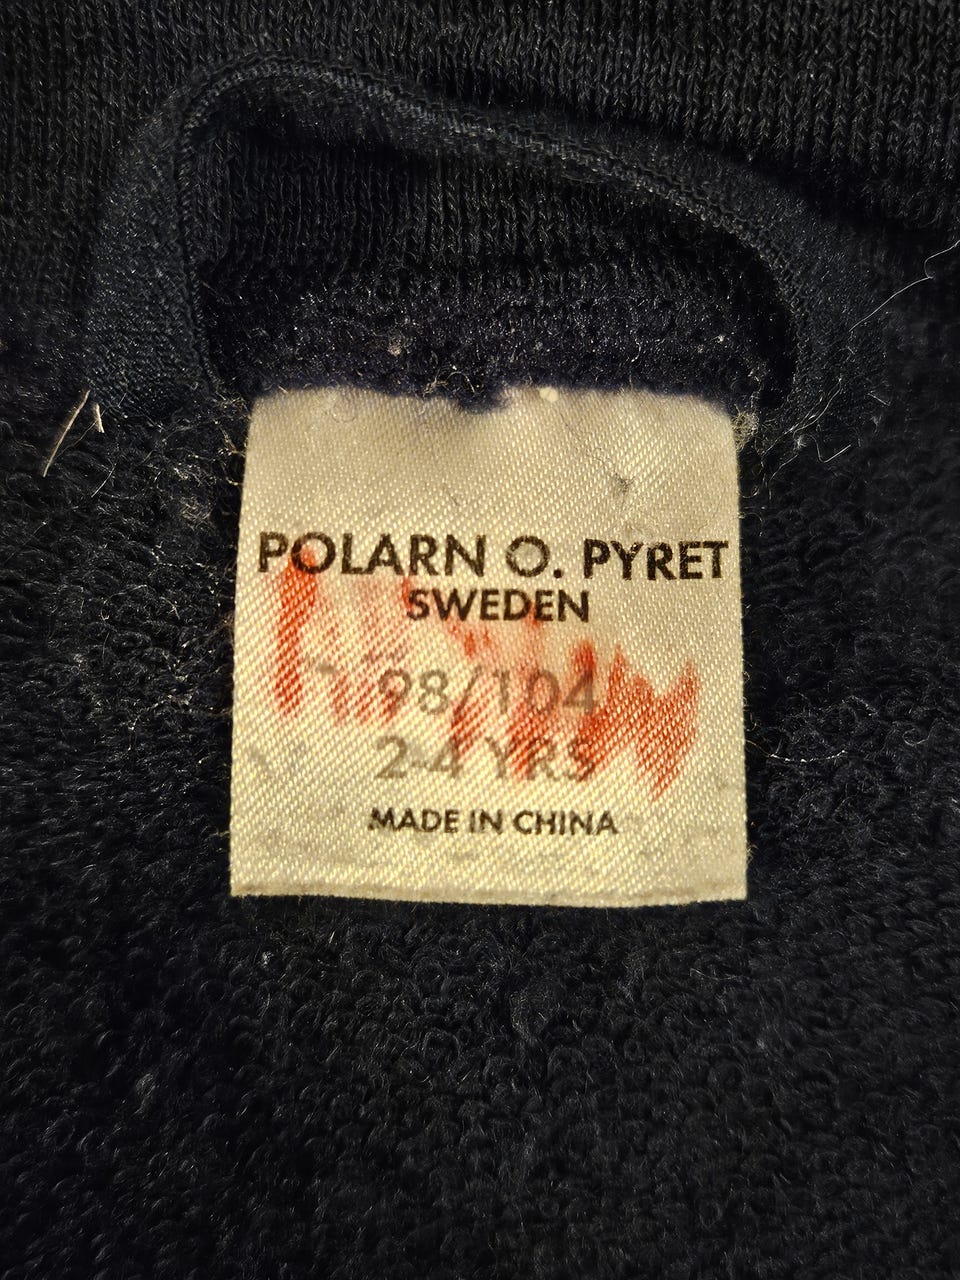 POLARN O. PYRET
SWEDEN
98/104
2-4 YRS
MADE IN CHINA